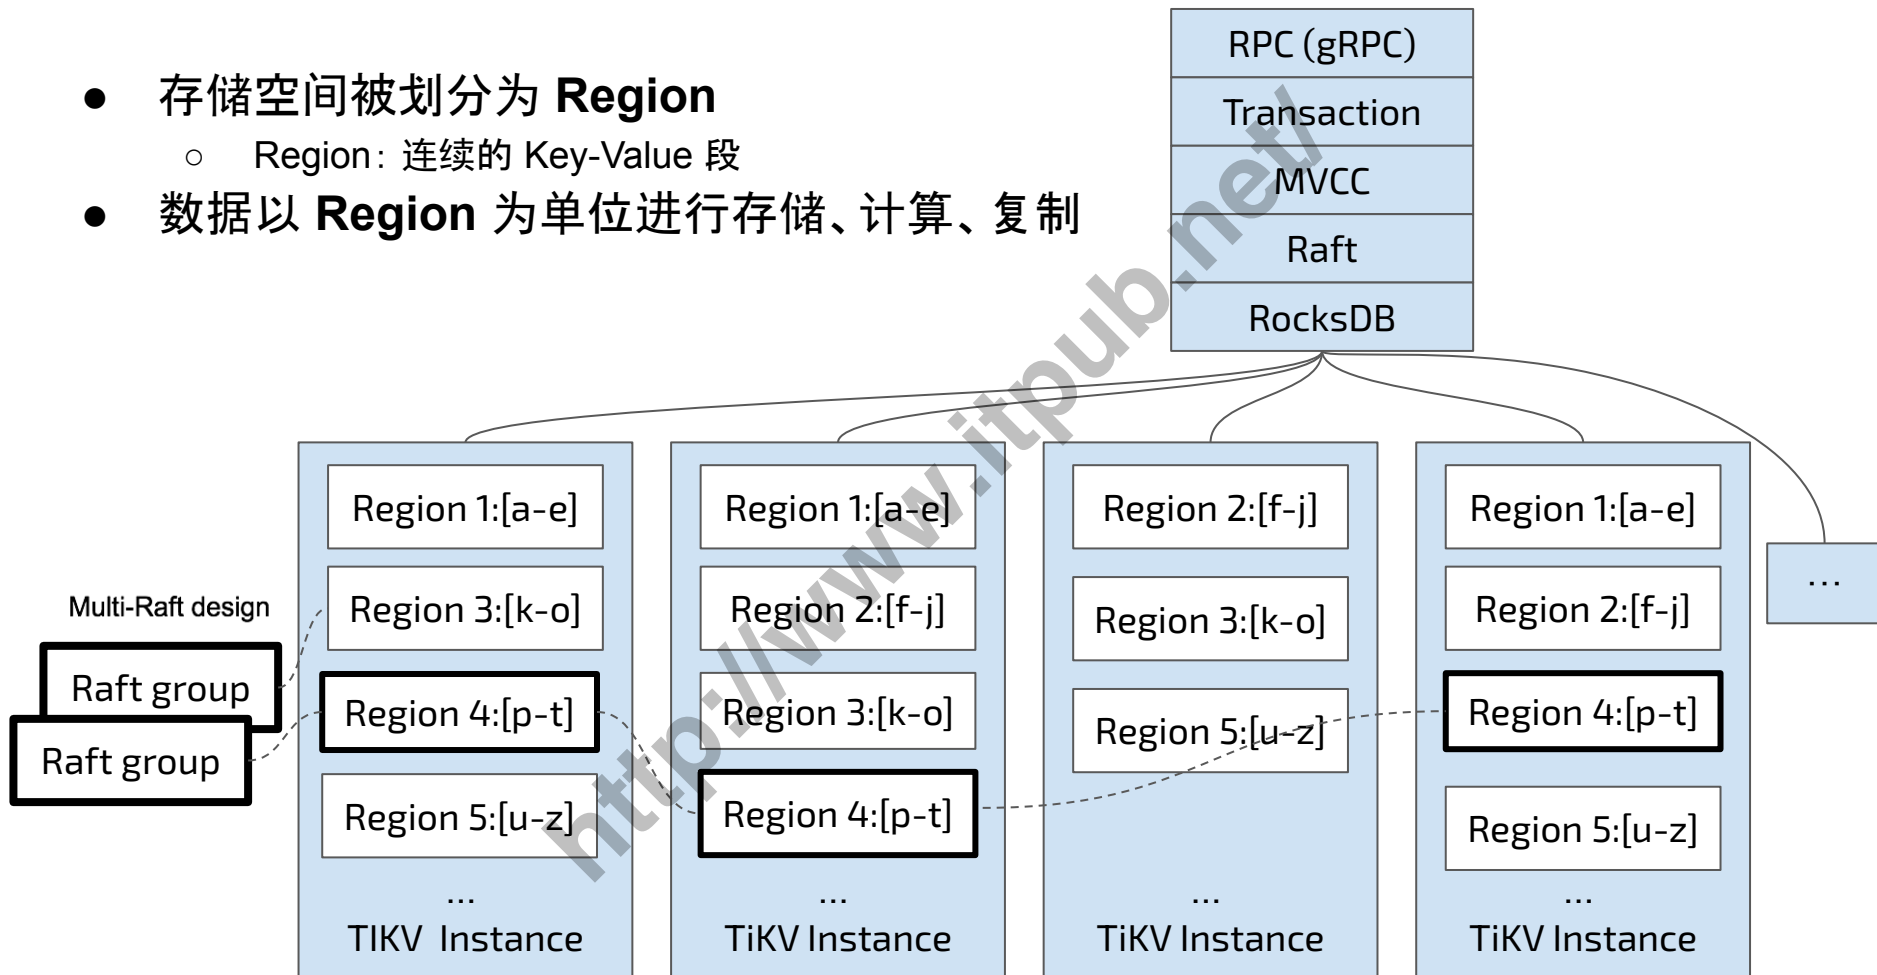 ● 存储空间被划分为 Region
○ Region：连续的 Key-Value 段
● 数据以 Region 为单位进行存储、计算、复制
RPC (gRPC)
Transaction
MVCC
Raft
RocksDB
Multi-Raft design
Raft group
Raft group
Region 1:[a-e]
Region 3:[k-o]
Region 4:[p-t]
Region 5:[u-z]
...
TIKV Instance
Region 1:[a-e]
Region 2:[f-j]
Region 3:[k-o]
Region 4:[p-t]
...
TiKV Instance
Region 2:[f-j]
Region 3:[k-o]
Region 5:[u-z]
...
TiKV Instance
Region 1:[a-e]
Region 2:[f-j]
Region 4:[p-t]
Region 5:[u-z]
...
TiKV Instance
...
http://www.itpub.net/